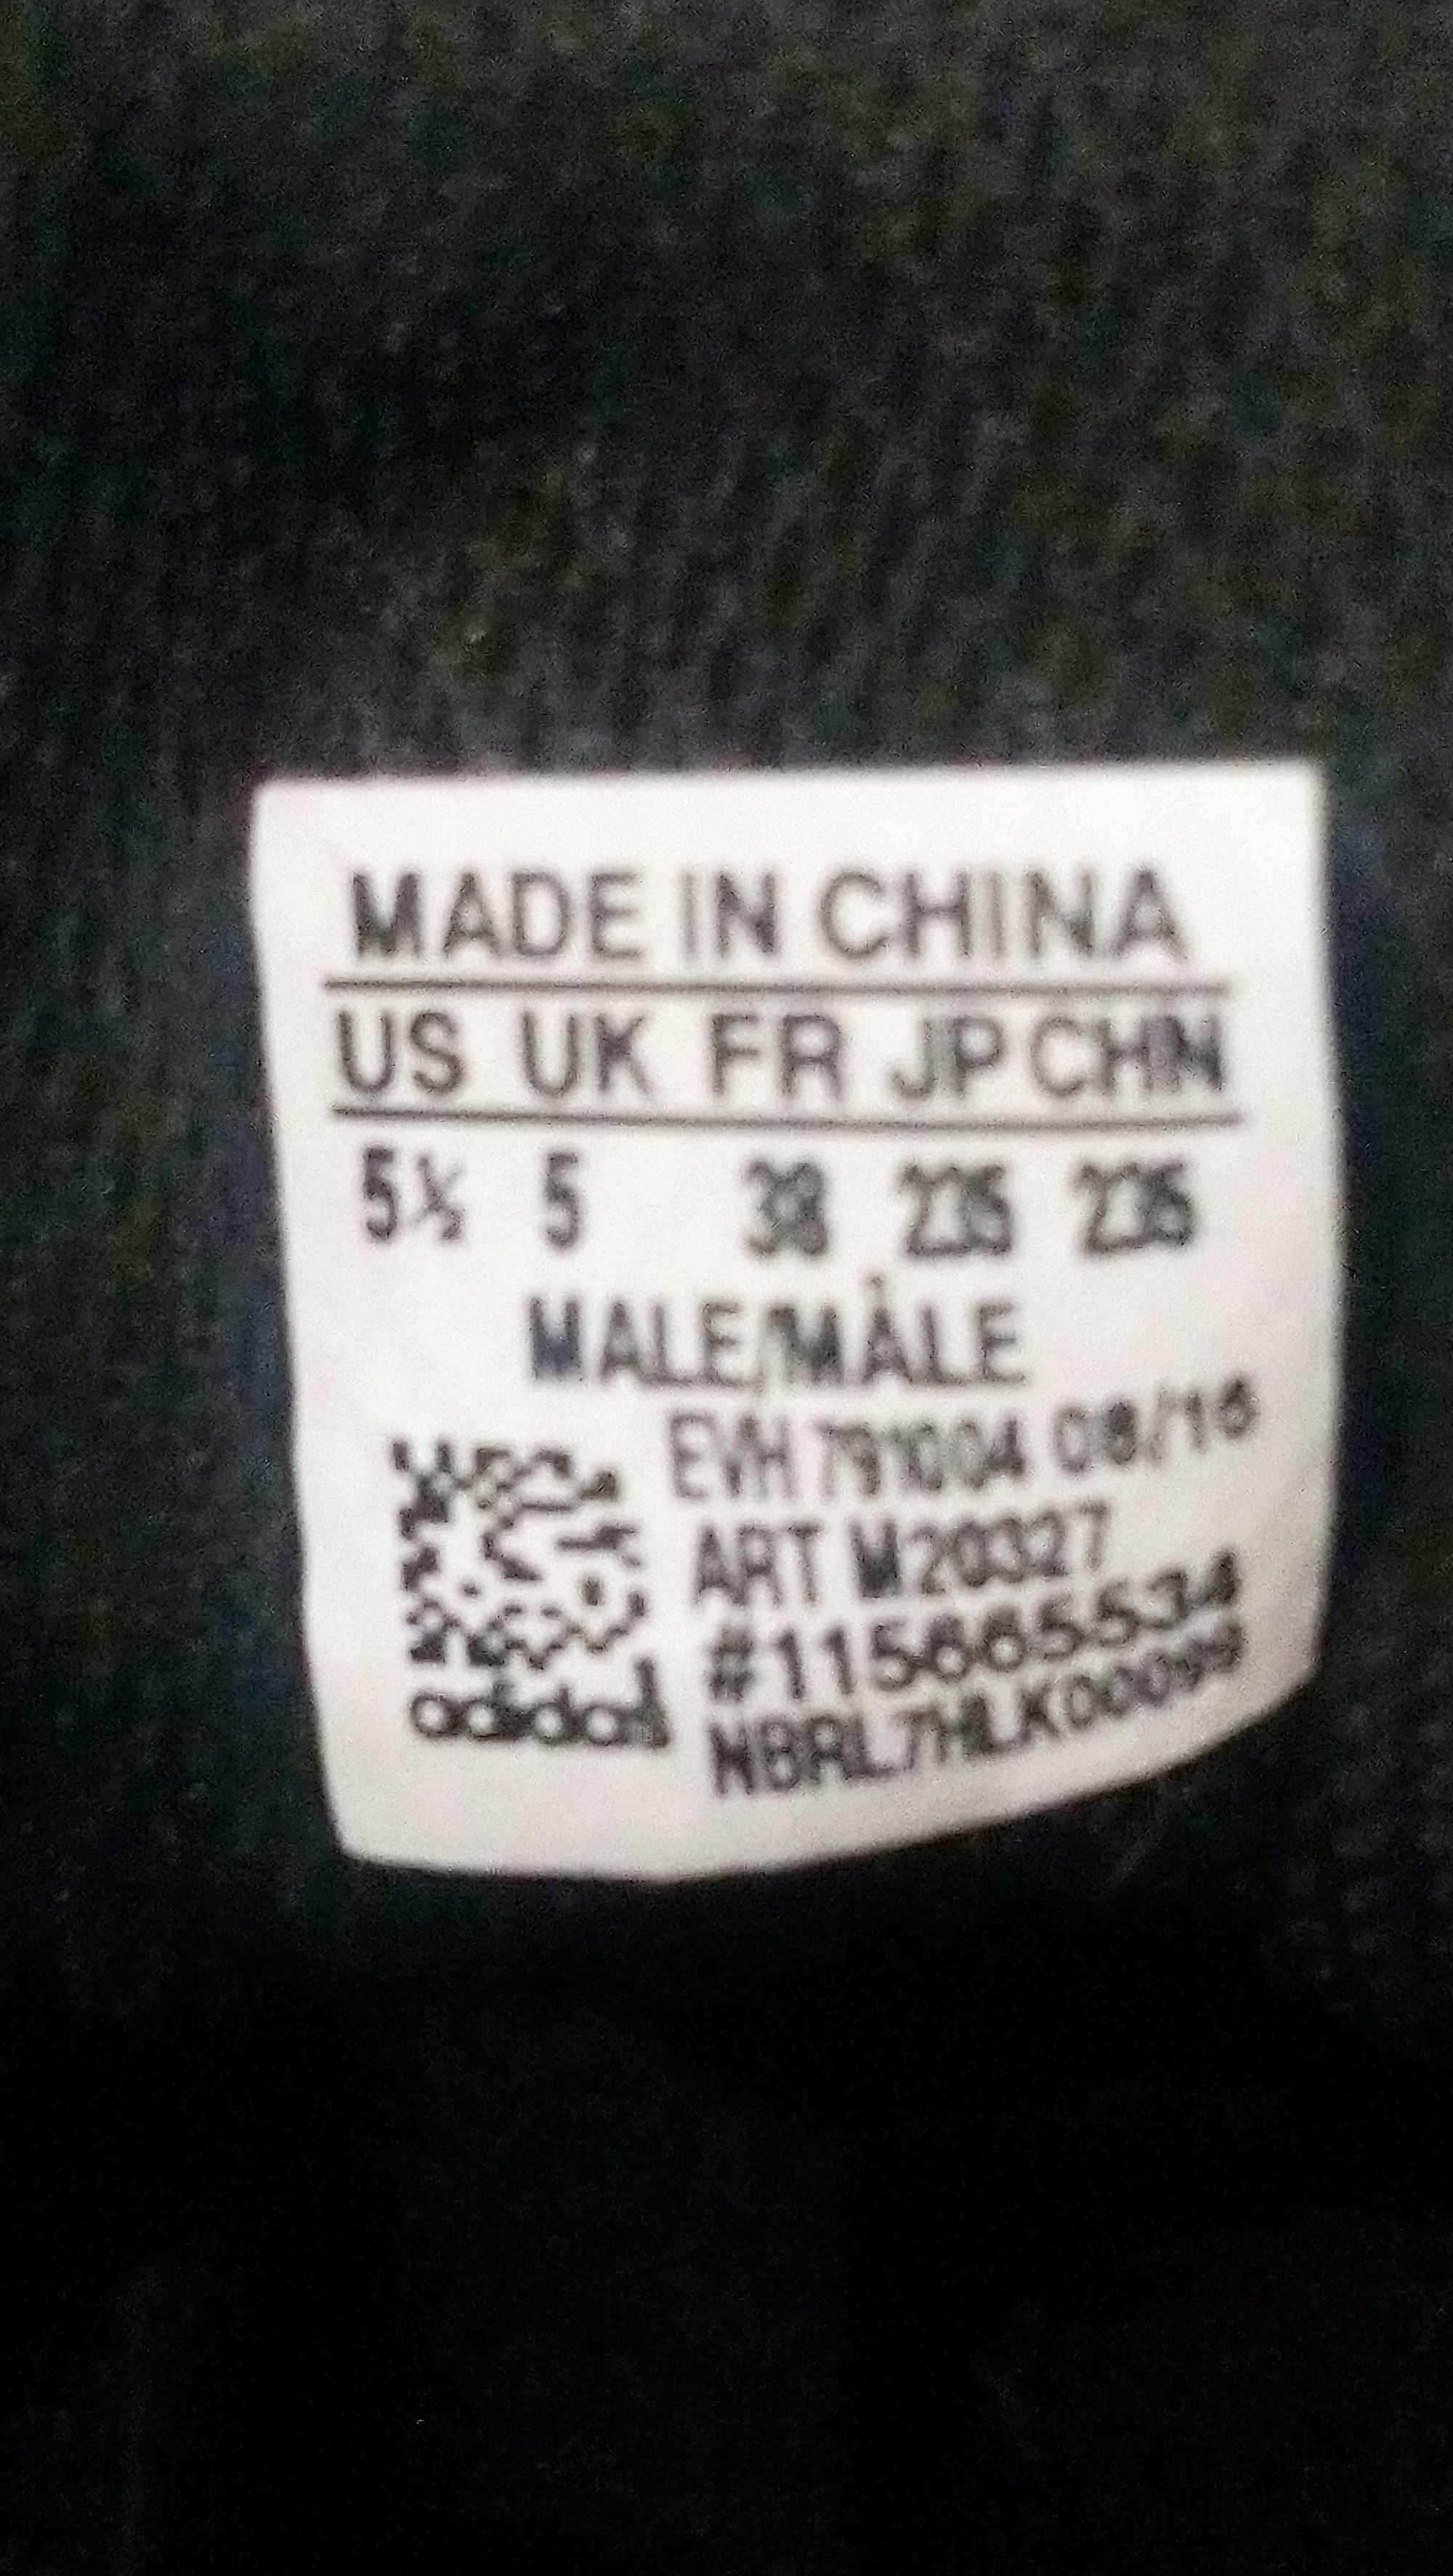 MADE IN CHINA
US UK FR JP CHN
5½ 5 38 235 235
MALE/MÂLE
EVH 791004 08/16
ART M20327
adidas